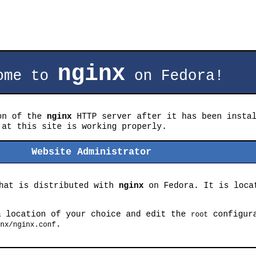 ome to nginx on Fedora!
on of the nginx HTTP server after it has been instal
at this site is working properly.
Website Administrator
hat is distributed with nginx on Fedora. It is locat
location of your choice and edit the root configura
nx/nginx.conf.